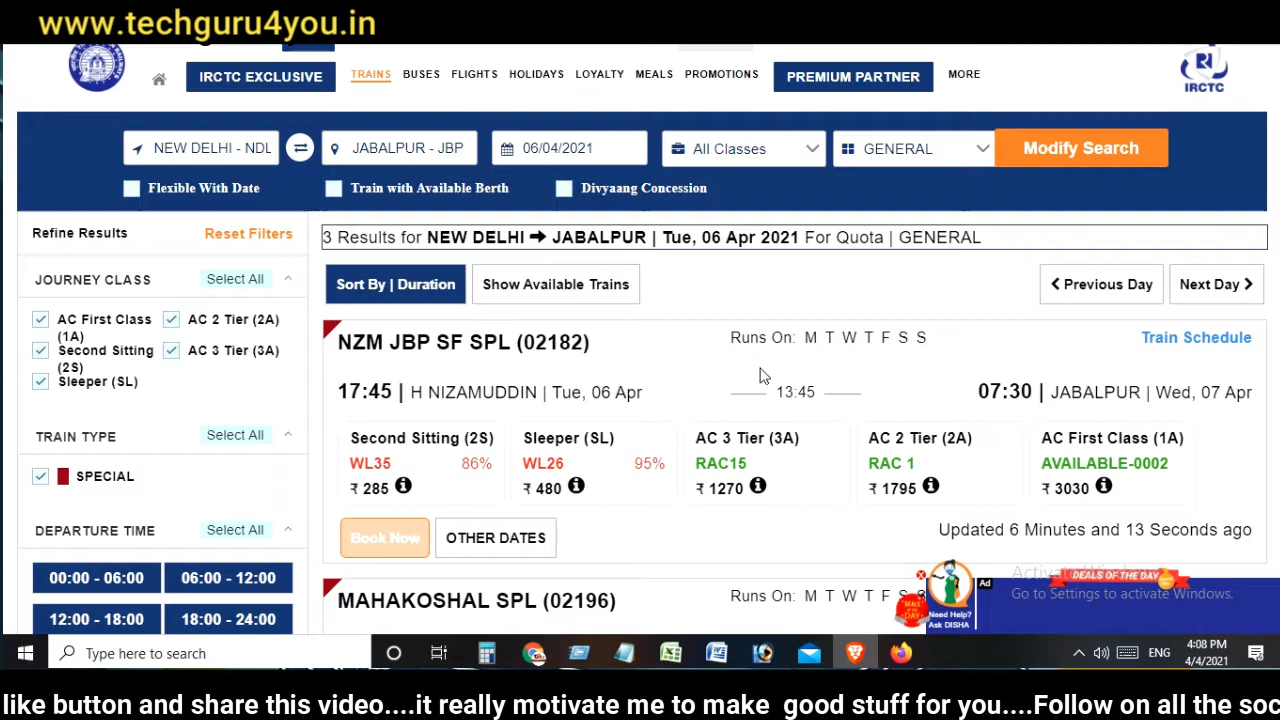 www.techguru4you.in
IRCTC EXCLUSIVE
TRAINS
BUSES
FLIGHTS
HOLIDAYS
LOYALTY
MEALS
PROMOTIONS
PREMIUM PARTNER
MORE
IRCTC
NEW DELHI - NDL
JABALPUR - JBP
06/04/2021
All Classes
GENERAL
Modify Search
Flexible With Date
Train with Available Berth
Divyaang Concession
Refine Results
Reset Filters
JOURNEY CLASS
Select All
AC First Class (1A)
AC 2 Tier (2A)
Second Sitting (2S)
AC 3 Tier (3A)
Sleeper (SL)
TRAIN TYPE
Select All
SPECIAL
DEPARTURE TIME
Select All
00:00 - 06:00
06:00 - 12:00
12:00 - 18:00
18:00 - 24:00
3 Results for NEW DELHI ➔ JABALPUR | Tue, 06 Apr 2021 For Quota | GENERAL
Sort By | Duration
Show Available Trains
Previous Day
Next Day
NZM JBP SF SPL (02182)
Runs On: M T W T F S S
Train Schedule
17:45 | H NIZAMUDDIN | Tue, 06 Apr
13:45
07:30 | JABALPUR | Wed, 07 Apr
Second Sitting (2S)
WL35 86%
₹ 285
Sleeper (SL)
WL26 95%
₹ 480
AC 3 Tier (3A)
RAC15
₹ 1270
AC 2 Tier (2A)
RAC 1
₹ 1795
AC First Class (1A)
AVAILABLE-0002
₹ 3030
Book Now
OTHER DATES
Updated 6 Minutes and 13 Seconds ago
MAHAKOSHAL SPL (02196)
Runs On: M T W T F S S
Need Help?
Ask DISHA
Ad
DEALS OF THE DAY
Go to Settings to activate Windows.
Type here to search
ENG
4:08 PM
4/4/2021
like button and share this video....it really motivate me to make good stuff for you....Follow on all the soc